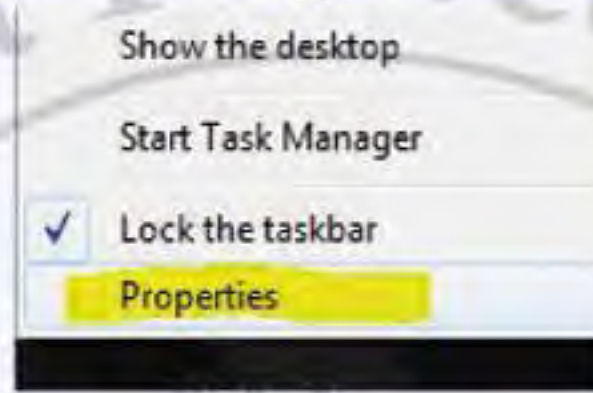 Show the desktop
Start Task Manager
Lock the taskbar
Properties